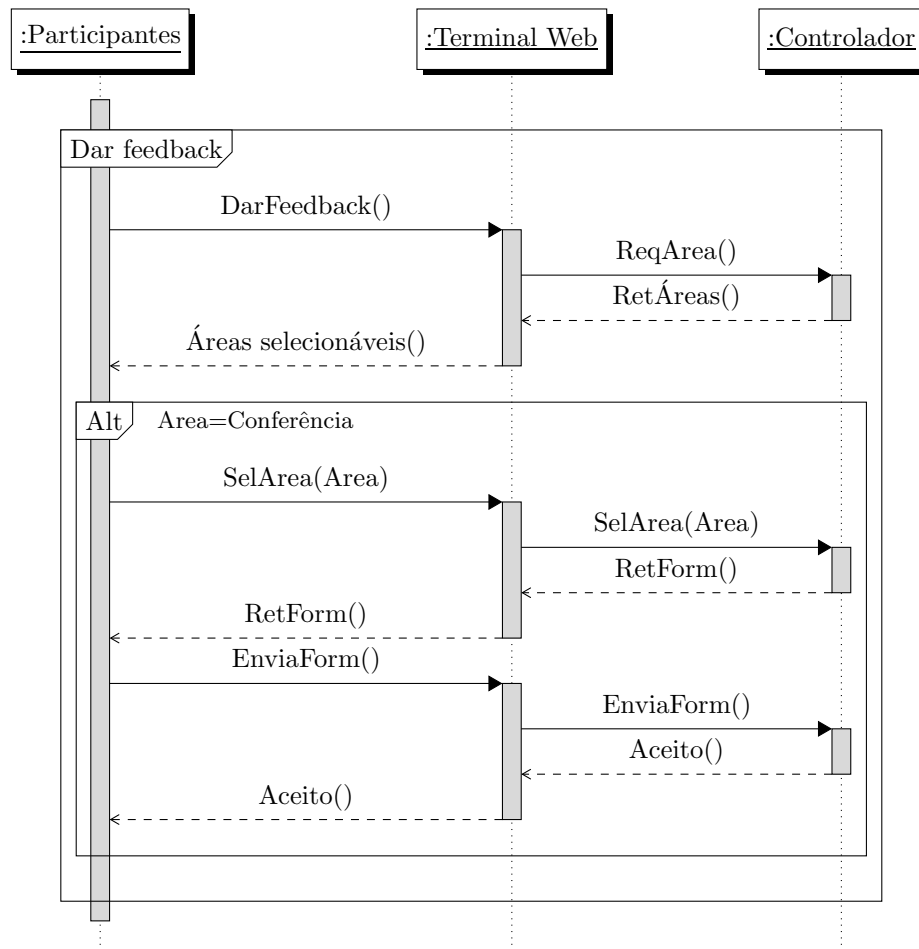 :Participantes
:Terminal Web
:Controlador
Dar feedback
DarFeedback()
ReqArea()
RetÁreas()
Áreas selecionáveis()
Alt
Area=Conferência
SelArea(Area)
SelArea(Area)
RetForm()
RetForm()
EnviaForm()
EnviaForm()
Aceito()
Aceito()